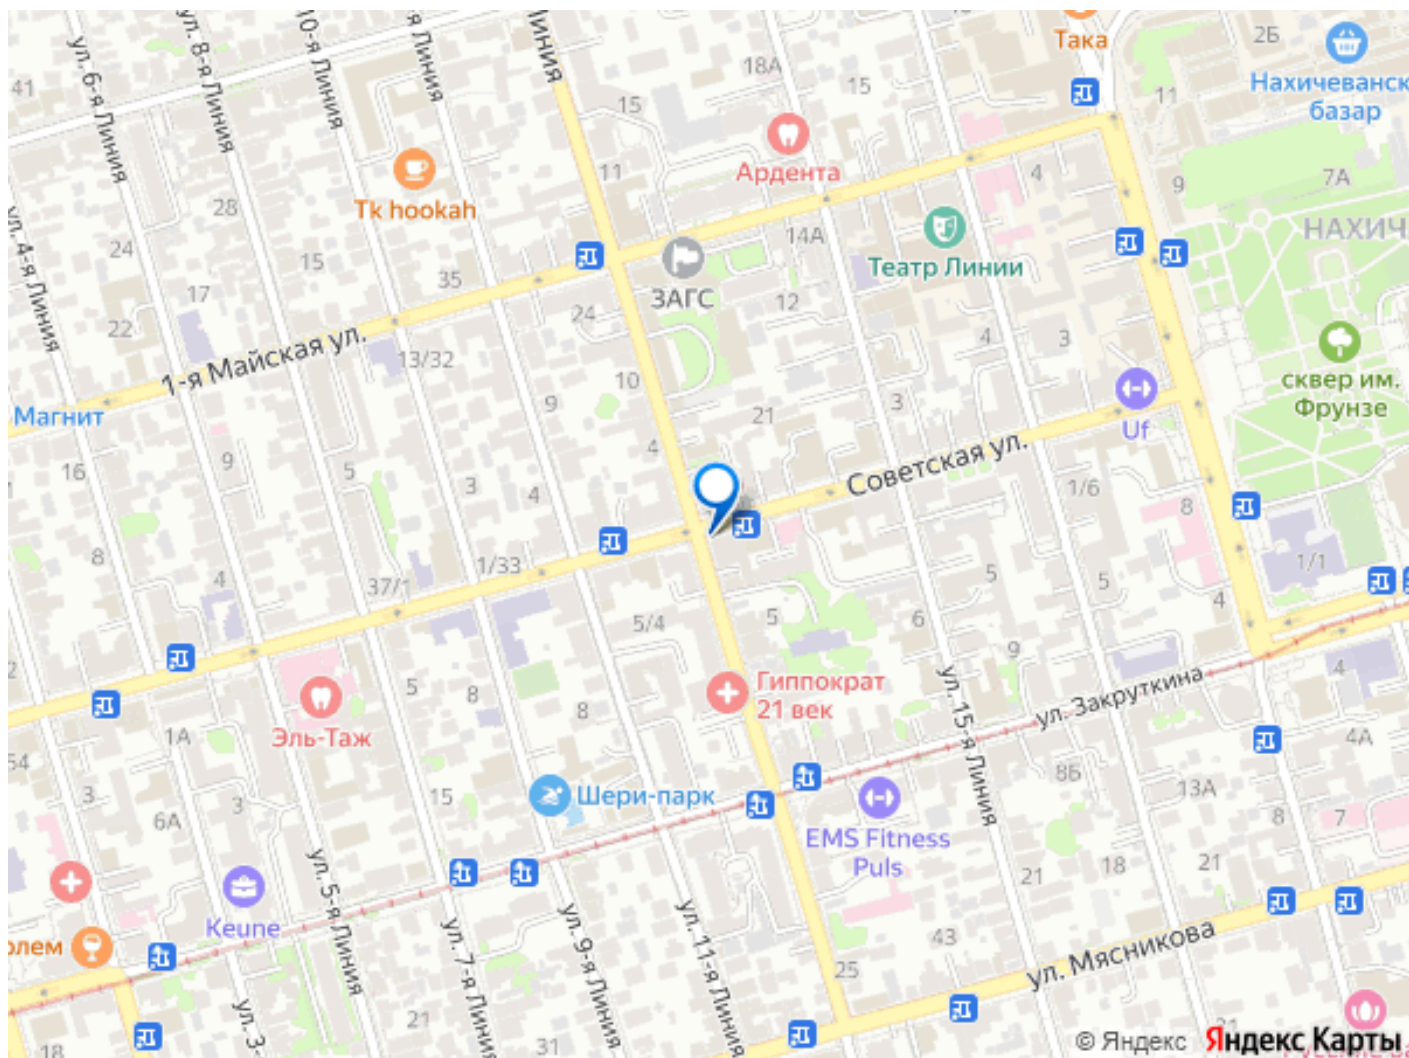 ул. 6-я Линия
ул. 8-я Линия
10-я Линия
Линия
Линия
Така
2Б
Нахичеванск
базар
41
18А
15
15
11
Ардента
11
4
9
7А
Tk hookah
28
НАХИЧ
14А
Театр Линии
ул. 4-я Линия
24
15
35
ЗАГС
17
12
24
22
4
3
1-я Майская ул.
13/32
сквер им.
Фрунзе
10
Магнит
9
3
21
Uf
4
16
9
5
3
4
Советская ул.
1/6
8
8
4
37/1
1/33
1/1
5
5
5/4
5
6
4
9
4
2
5
8
8
Гиппократ
21 век
ул. 15-я Линия
ул. Закруткина
1А
Эль-Таж
4А
54
3
3
15
Шери-парк
8Б
13А
6А
8
7
EMS Fitness
Puls
ул. 5-я Линия
18
21
21
Keune
ул. 7-я Линия
ул. 9-я Линия
ул. 11-я Линия
43
олем
25
ул. Мясникова
ул. 3-
21
31
18
© Яндекс Яндекс Карты